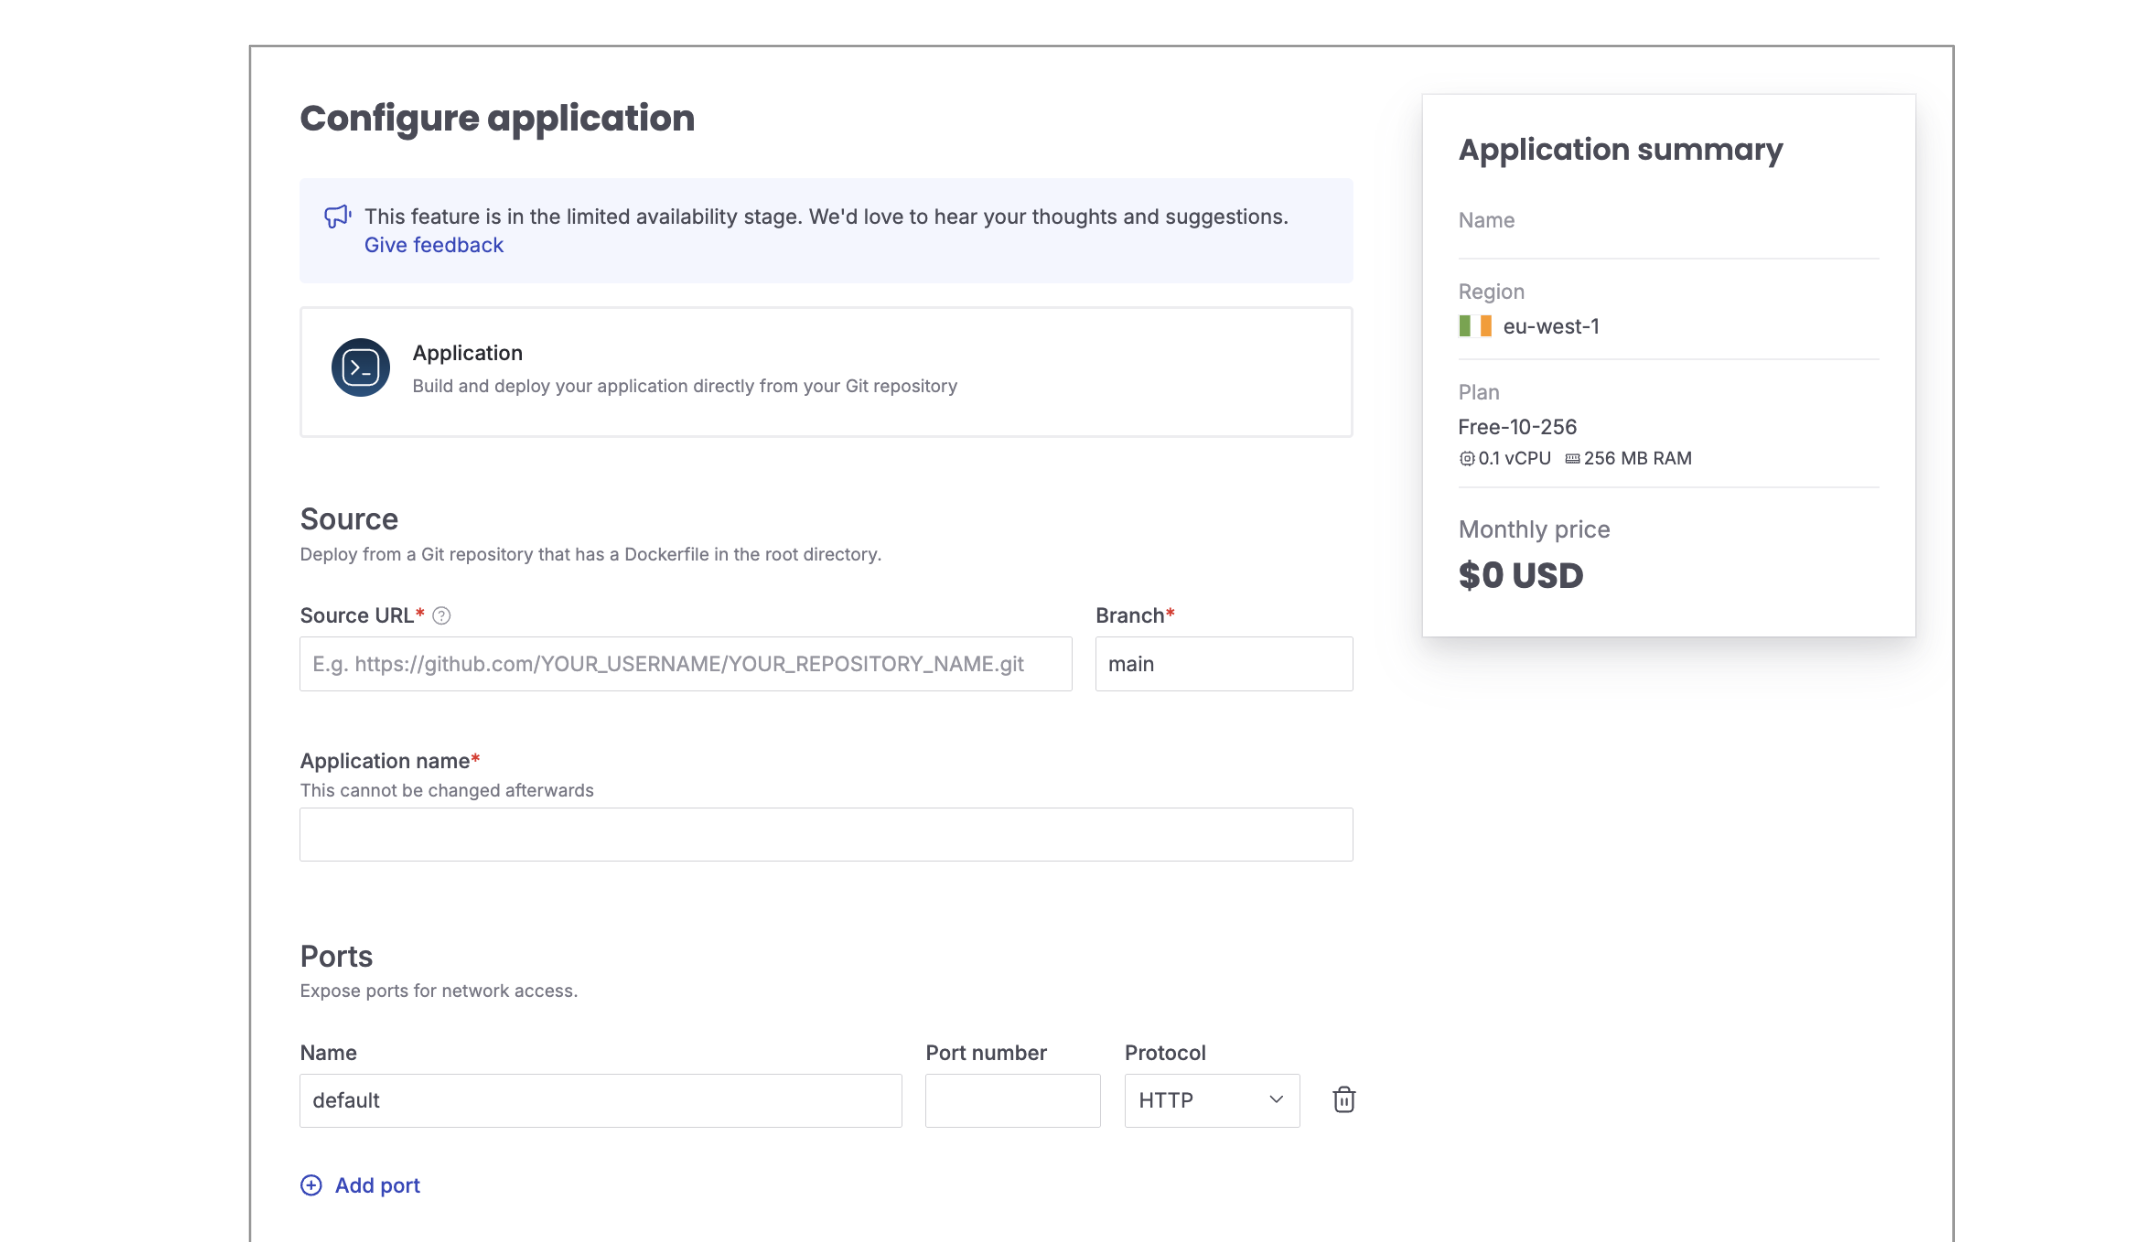 Configure application
This feature is in the limited availability stage. We'd love to hear your thoughts and suggestions.
Give feedback
Application
Build and deploy your application directly from your Git repository
Source
Deploy from a Git repository that has a Dockerfile in the root directory.
Source URL*
Branch*
E.g. https://github.com/YOUR_USERNAME/YOUR_REPOSITORY_NAME.git
main
Application name*
This cannot be changed afterwards
Ports
Expose ports for network access.
Name
Port number
Protocol
default
HTTP
Add port
Application summary
Name
Region
eu-west-1
Plan
Free-10-256
0.1 vCPU 256 MB RAM
Monthly price
$0 USD